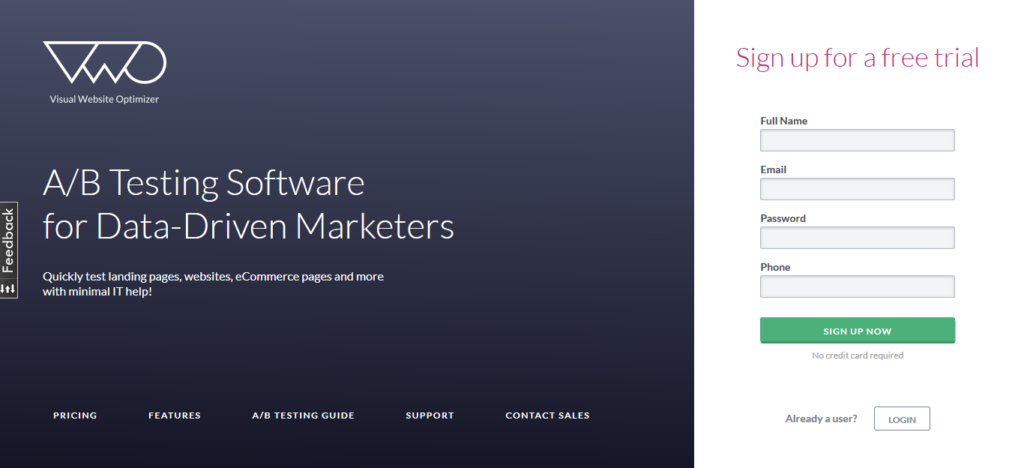 VWO
Visual Website Optimizer
A/B Testing Software
for Data-Driven Marketers
Quickly test landing pages, websites, eCommerce pages and more
with minimal IT help!
Feedback
PRICING
FEATURES
A/B TESTING GUIDE
SUPPORT
CONTACT SALES
Sign up for a free trial
Full Name
Email
Password
Phone
SIGN UP NOW
No credit card required
Already a user?
LOGIN